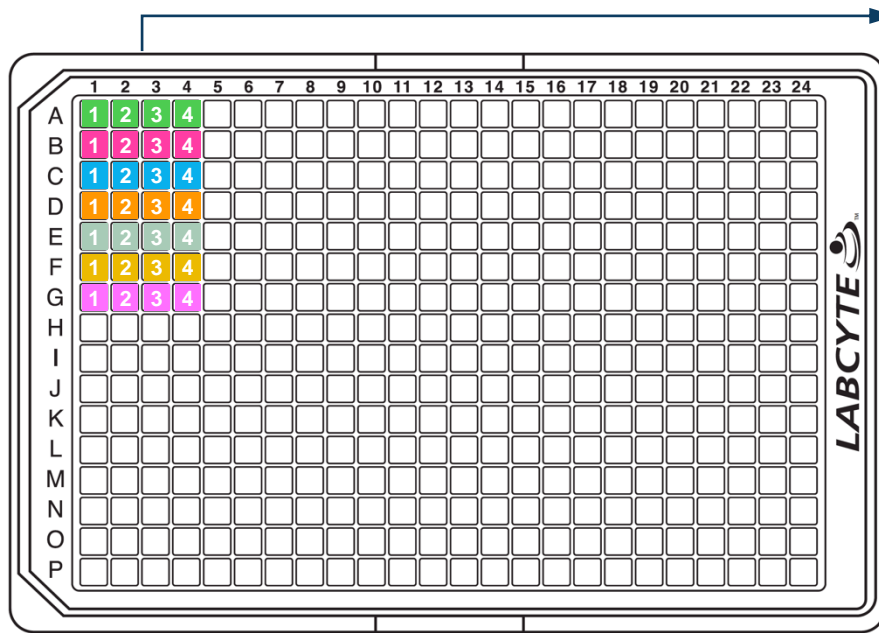 1 2 3 4 5 6 7 8 9 10 11 12 13 14 15 16 17 18 19 20 21 22 23 24
A 1 2 3 4
B 1 2 3 4
C 1 2 3 4
D 1 2 3 4
E 1 2 3 4
F 1 2 3 4
G 1 2 3 4
H
I
J
K
L
M
N
O
P
LABCYTE™